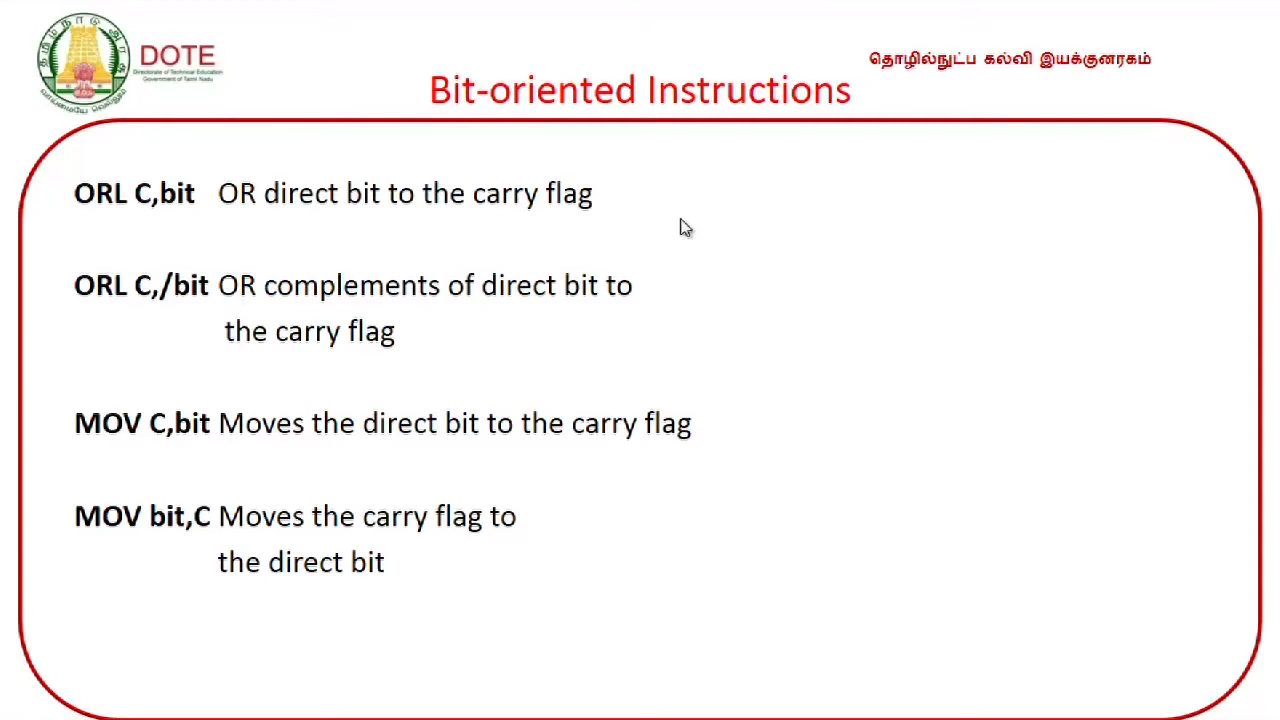 தமிழ்நாடு அரசு
வாய்மையே வெல்லும்
DOTE
Directorate of Technical Education
Government of Tamil Nadu
தொழில்நுட்ப கல்வி இயக்குனரகம்
Bit-oriented Instructions
ORL C,bit OR direct bit to the carry flag
ORL C,/bit OR complements of direct bit to
the carry flag
MOV C,bit Moves the direct bit to the carry flag
MOV bit,C Moves the carry flag to
the direct bit